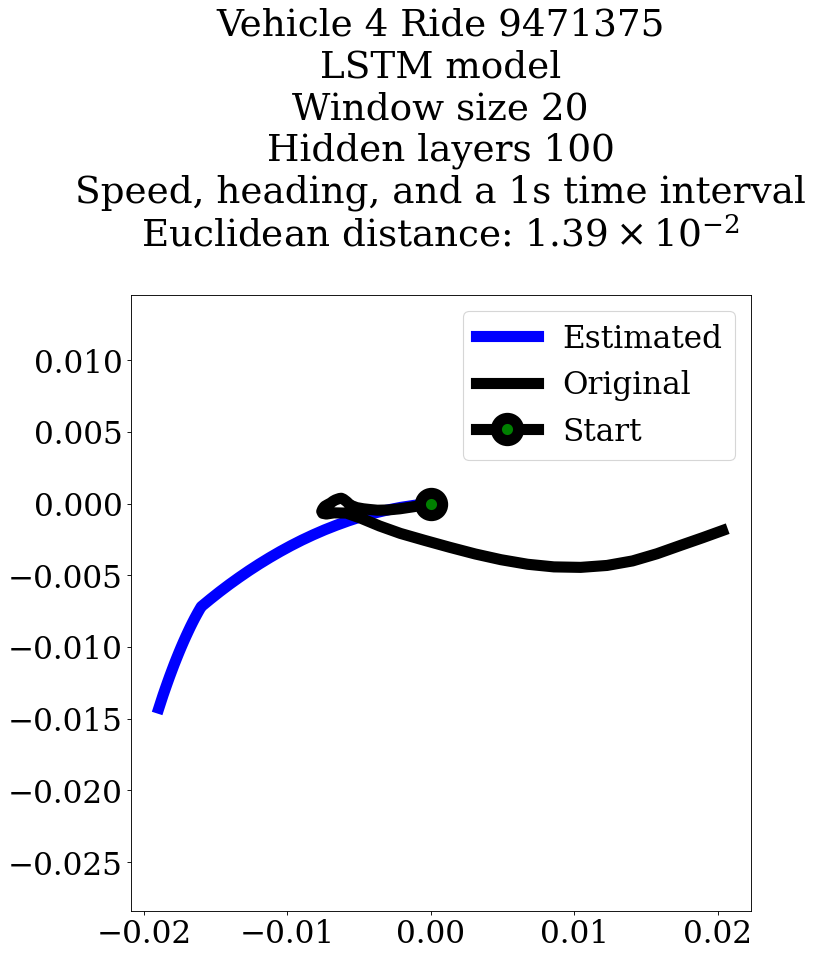 Vehicle 4 Ride 9471375
LSTM model
Window size 20
Hidden layers 100
Speed, heading, and a 1s time interval
Euclidean distance: 1.39 × 10⁻²
Estimated
Original
Start
0.010
0.005
0.000
−0.005
−0.010
−0.015
−0.020
−0.025
−0.02 −0.01 0.00 0.01 0.02